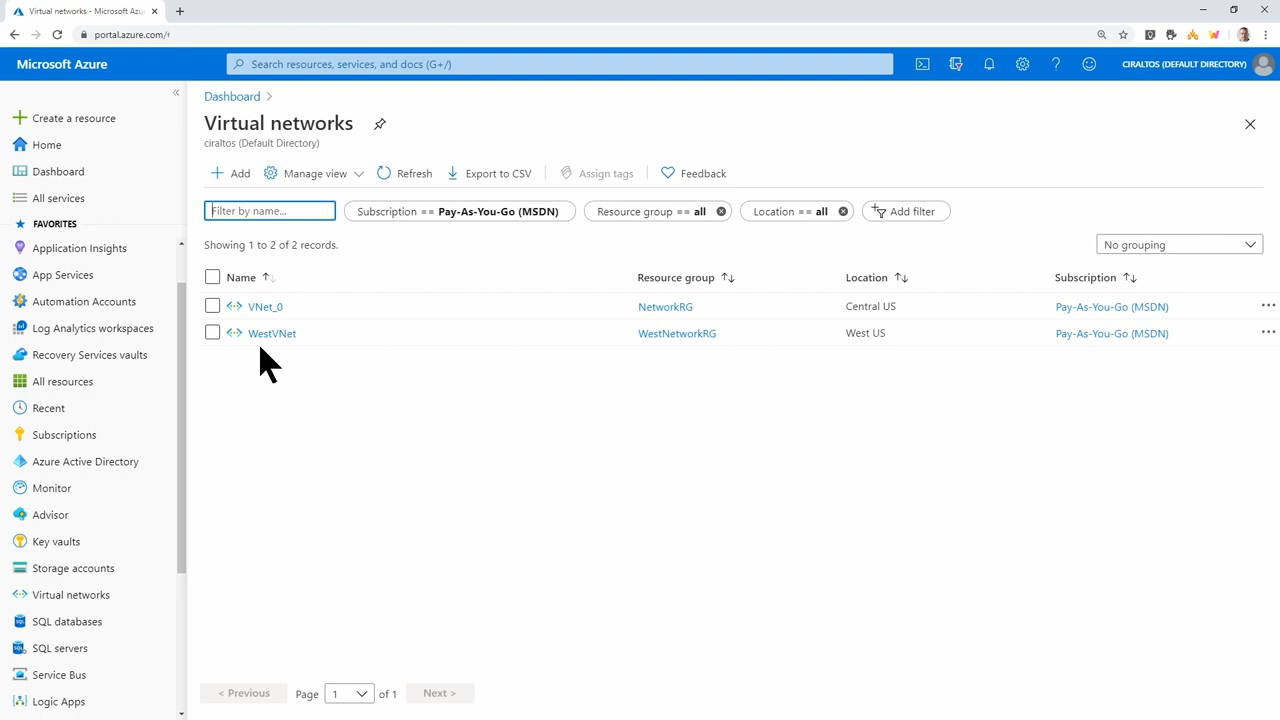 Virtual networks - Microsoft Azu
portal.azure.com/
Microsoft Azure
Search resources, services, and docs (G+/)
CIRALTOS (DEFAULT DIRECTORY)
Create a resource
Home
Dashboard
All services
FAVORITES
Application Insights
App Services
Automation Accounts
Log Analytics workspaces
Recovery Services vaults
All resources
Recent
Subscriptions
Azure Active Directory
Monitor
Advisor
Key vaults
Storage accounts
Virtual networks
SQL databases
SQL servers
Service Bus
Logic Apps
Dashboard >
Virtual networks
ciraltos (Default Directory)
Add Manage view Refresh Export to CSV Assign tags Feedback
Filter by name... Subscription == Pay-As-You-Go (MSDN) Resource group == all Location == all Add filter
Showing 1 to 2 of 2 records. No grouping
Name Resource group Location Subscription
VNet_0 NetworkRG Central US Pay-As-You-Go (MSDN)
WestVNet WestNetworkRG West US Pay-As-You-Go (MSDN)
< Previous Page 1 of 1 Next >